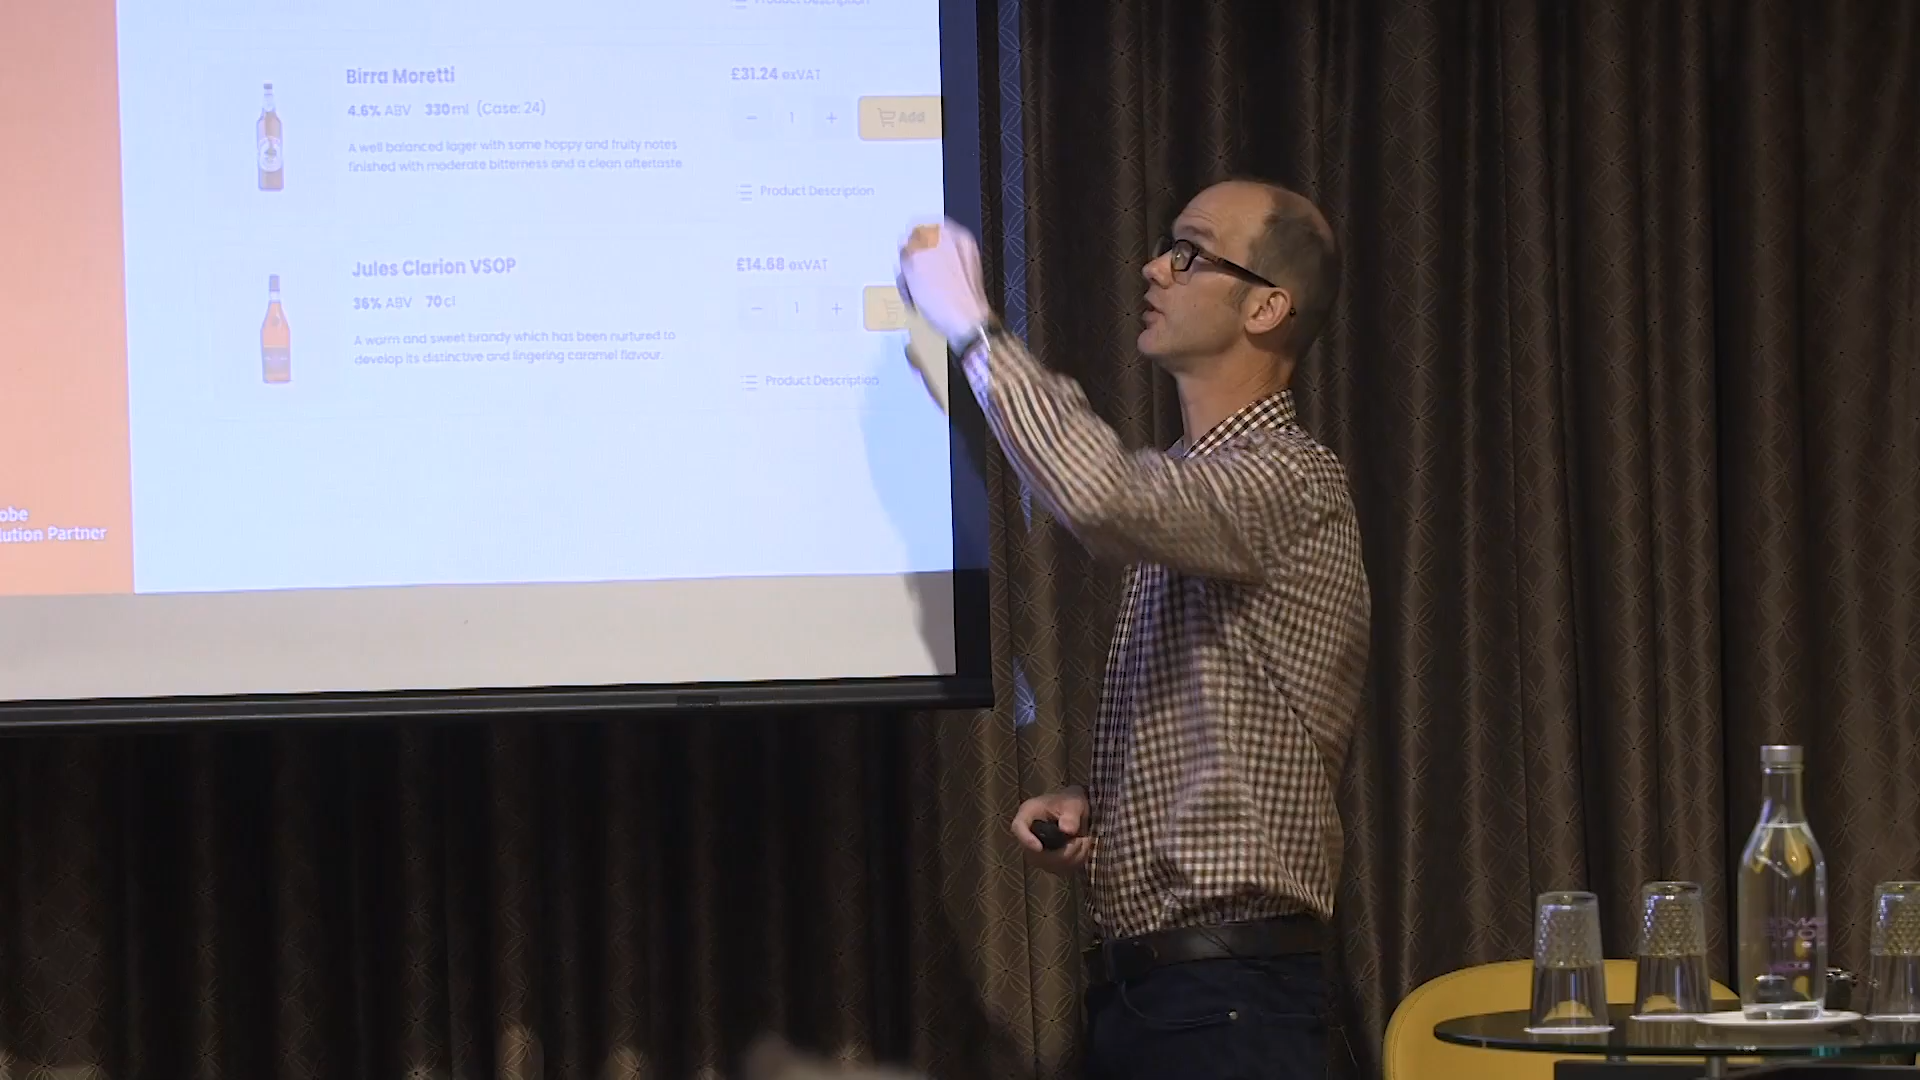 Product Description
Birra Moretti
£31.24 exVAT
4.6% ABV 330ml (Case: 24)
1
Add
A well balanced lager with some hoppy and fruity notes
finished with moderate bitterness and a clean aftertaste
Product Description
Jules Clarion VSOP
£14.68 exVAT
36% ABV 70cl
1
A warm and sweet brandy which has been nurtured to
develop its distinctive and lingering caramel flavour.
Product Description
obe
lution Partner